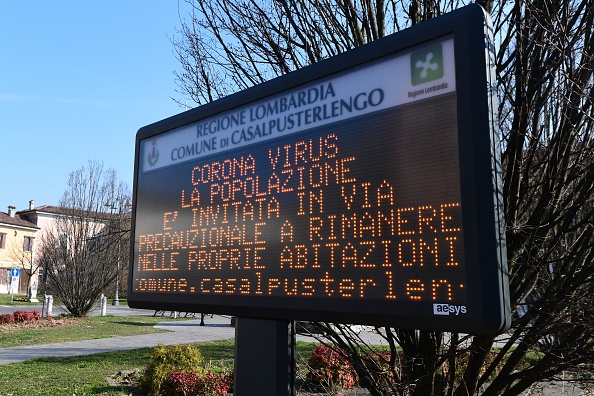 REGIONE LOMBARDIA
COMUNE DI CASALPUSTERLENGO
Regione Lombardia
CORONA VIRUS
LA POPOLAZIONE
E' INVITATA IN VIA
PRECAUZIONALE A RIMANERE
NELLE PROPRIE ABITAZIONI
omune.casalpusterlen
aesys